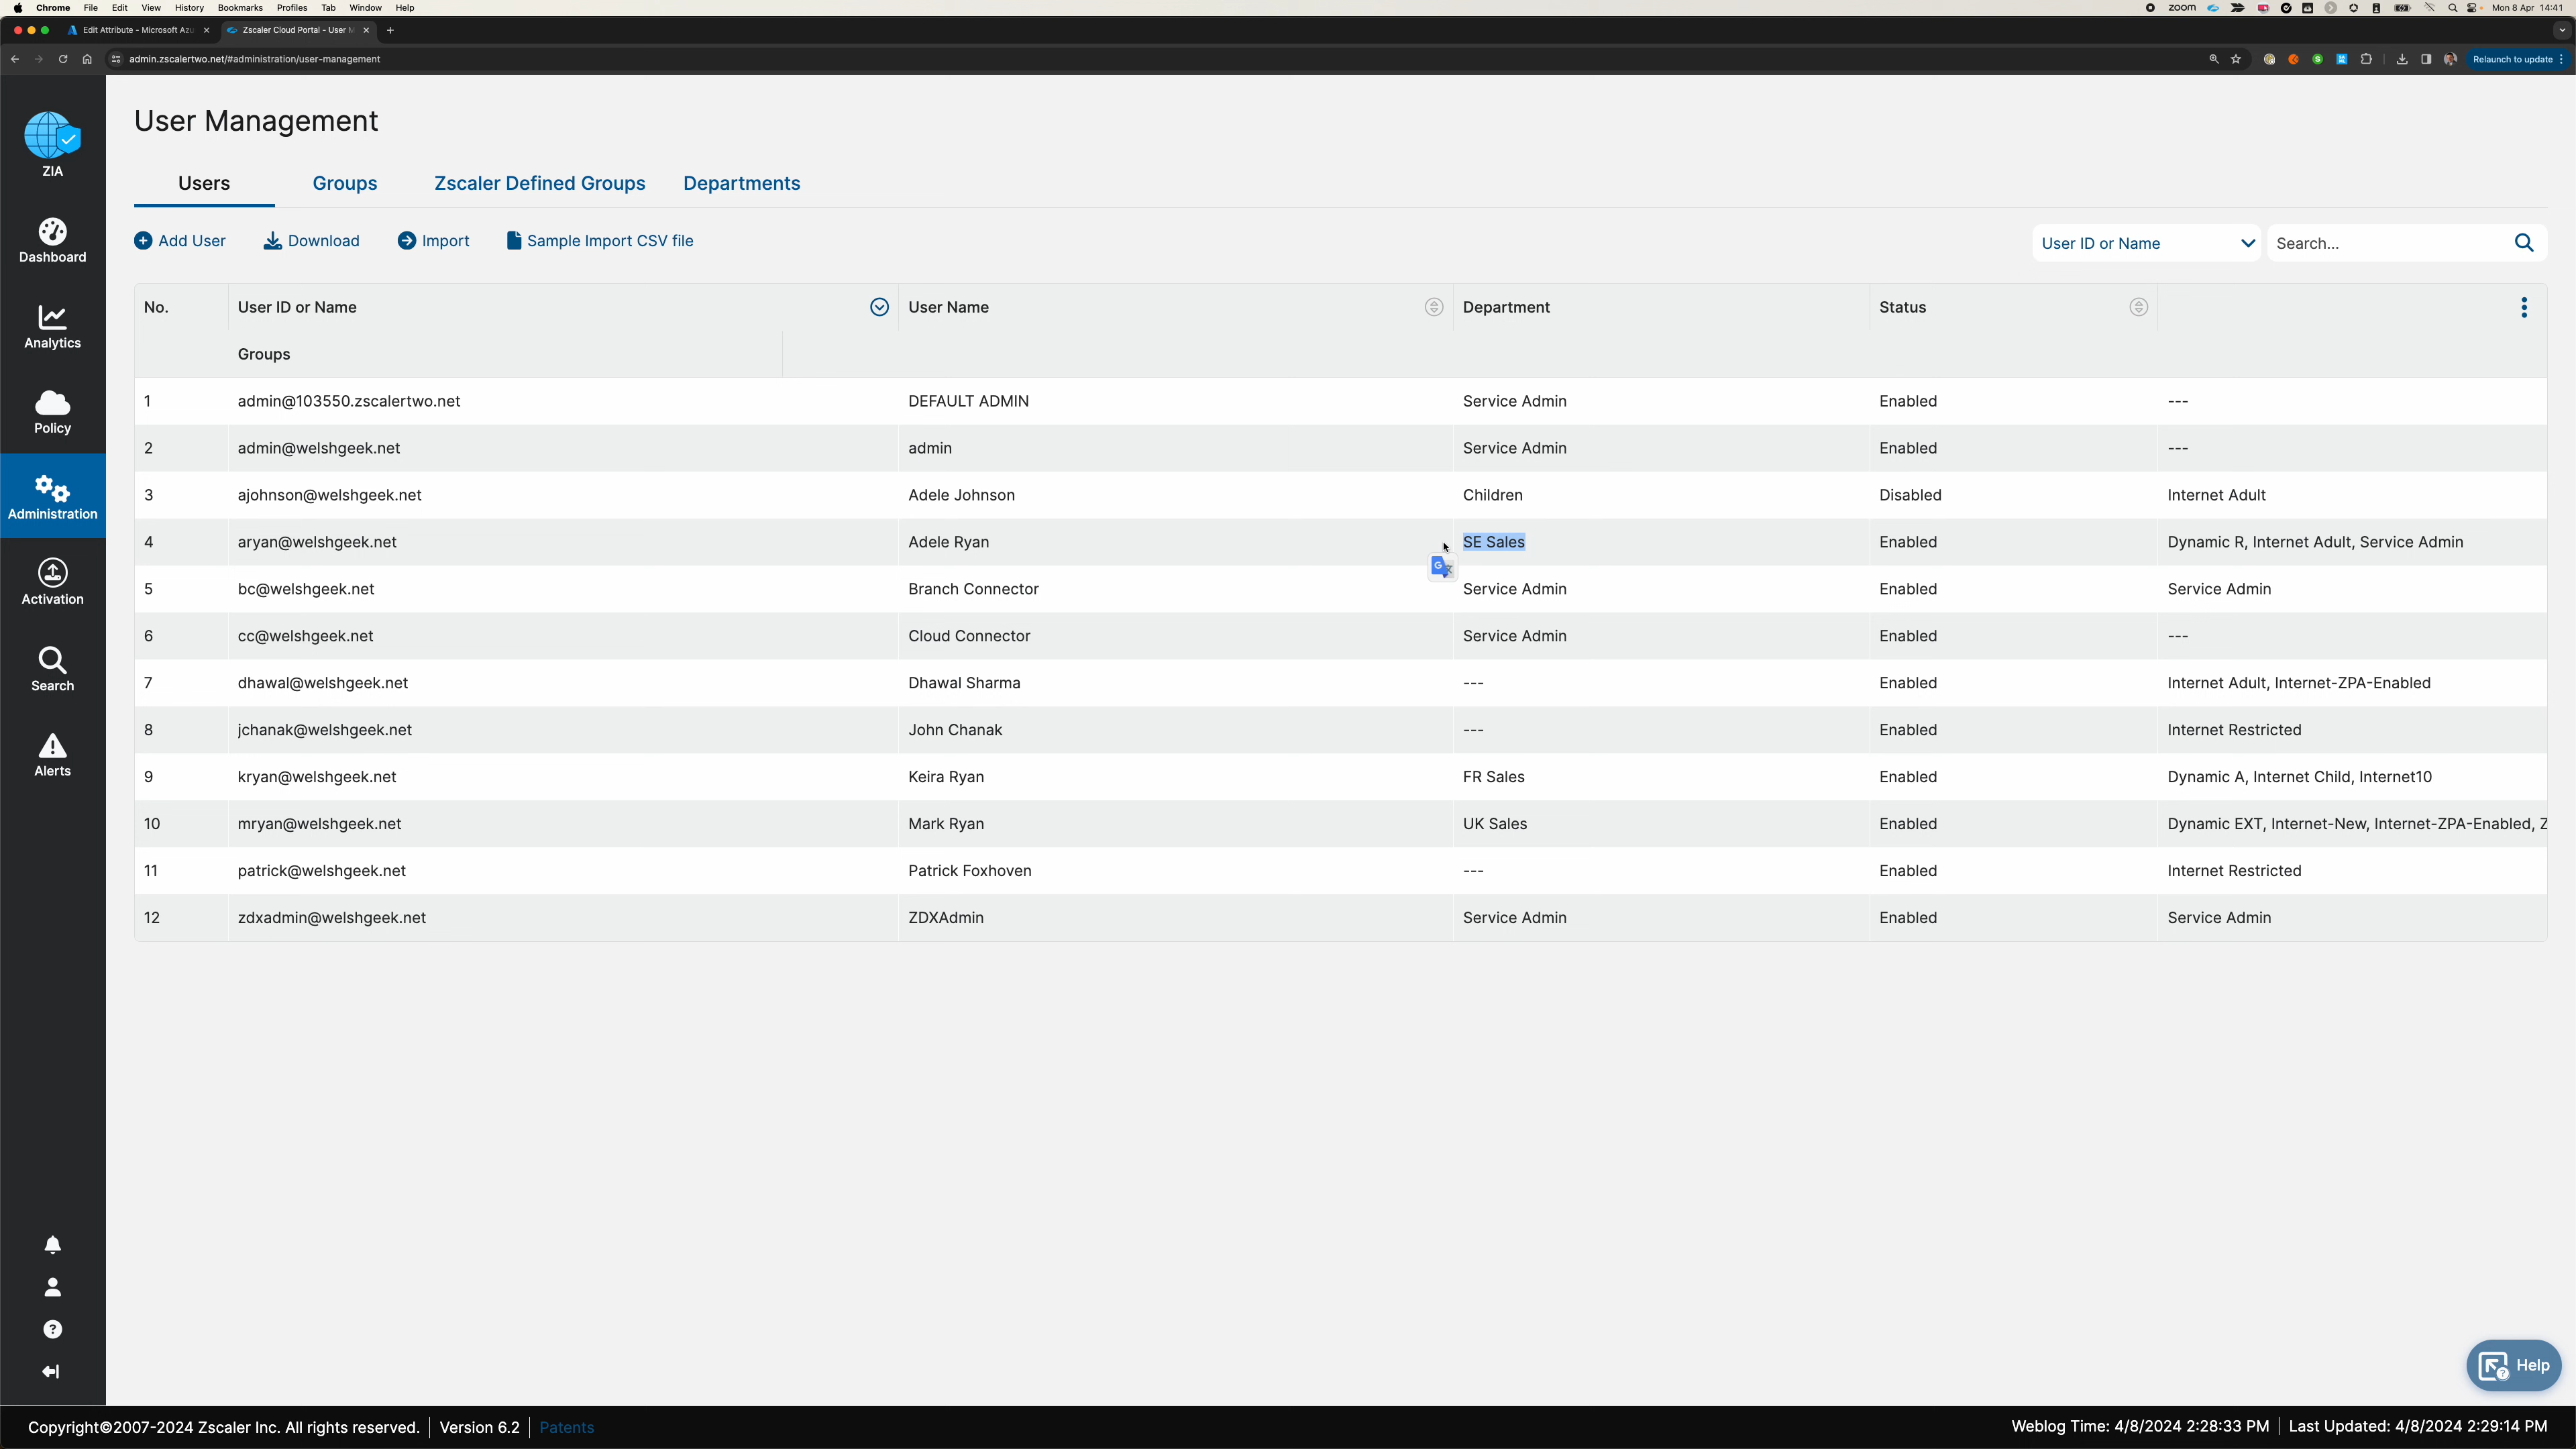 Chrome File Edit View History Bookmarks Profiles Tab Window Help zoom Mon 8 Apr 14:41
Edit Attribute - Microsoft Azu Zscaler Cloud Portal - User M
admin.zscalertwo.net/#administration/user-management Relaunch to update
ZIA
Dashboard
Analytics
Policy
Administration
Activation
Search
Alerts
User Management
Users Groups Zscaler Defined Groups Departments
Add User Download Import Sample Import CSV file User ID or Name Search...
No. User ID or Name User Name Department Status
Groups
1 admin@103550.zscalertwo.net DEFAULT ADMIN Service Admin Enabled ---
2 admin@welshgeek.net admin Service Admin Enabled ---
3 ajohnson@welshgeek.net Adele Johnson Children Disabled Internet Adult
4 aryan@welshgeek.net Adele Ryan SE Sales Enabled Dynamic R, Internet Adult, Service Admin
5 bc@welshgeek.net Branch Connector Service Admin Enabled Service Admin
6 cc@welshgeek.net Cloud Connector Service Admin Enabled ---
7 dhawal@welshgeek.net Dhawal Sharma --- Enabled Internet Adult, Internet-ZPA-Enabled
8 jchanak@welshgeek.net John Chanak --- Enabled Internet Restricted
9 kryan@welshgeek.net Keira Ryan FR Sales Enabled Dynamic A, Internet Child, Internet10
10 mryan@welshgeek.net Mark Ryan UK Sales Enabled Dynamic EXT, Internet-New, Internet-ZPA-Enabled, Z
11 patrick@welshgeek.net Patrick Foxhoven --- Enabled Internet Restricted
12 zdxadmin@welshgeek.net ZDXAdmin Service Admin Enabled Service Admin
Help
Copyright©2007-2024 Zscaler Inc. All rights reserved. Version 6.2 Patents Weblog Time: 4/8/2024 2:28:33 PM Last Updated: 4/8/2024 2:29:14 PM